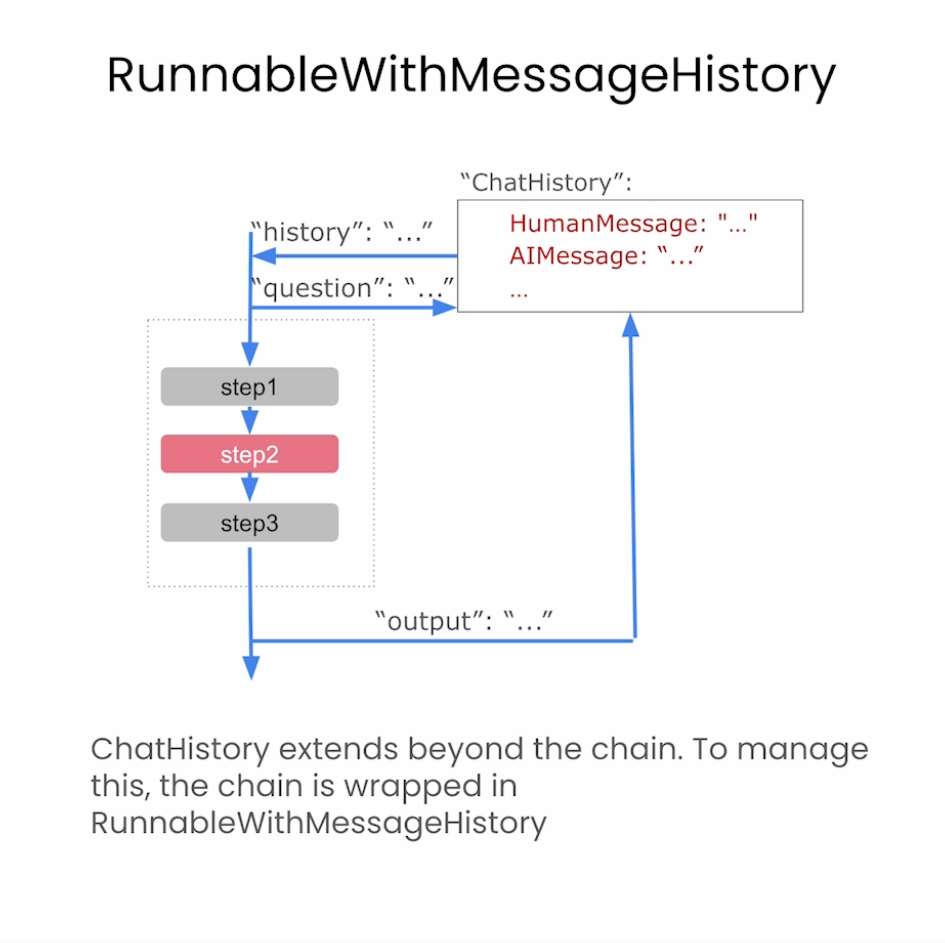 RunnableWithMessageHistory
“ChatHistory”:
HumanMessage: "..."
AIMessage: “...”
...
“history”: “...”
“question”: “...”
step1
step2
step3
“output”: “...”
ChatHistory extends beyond the chain. To manage
this, the chain is wrapped in
RunnableWithMessageHistory